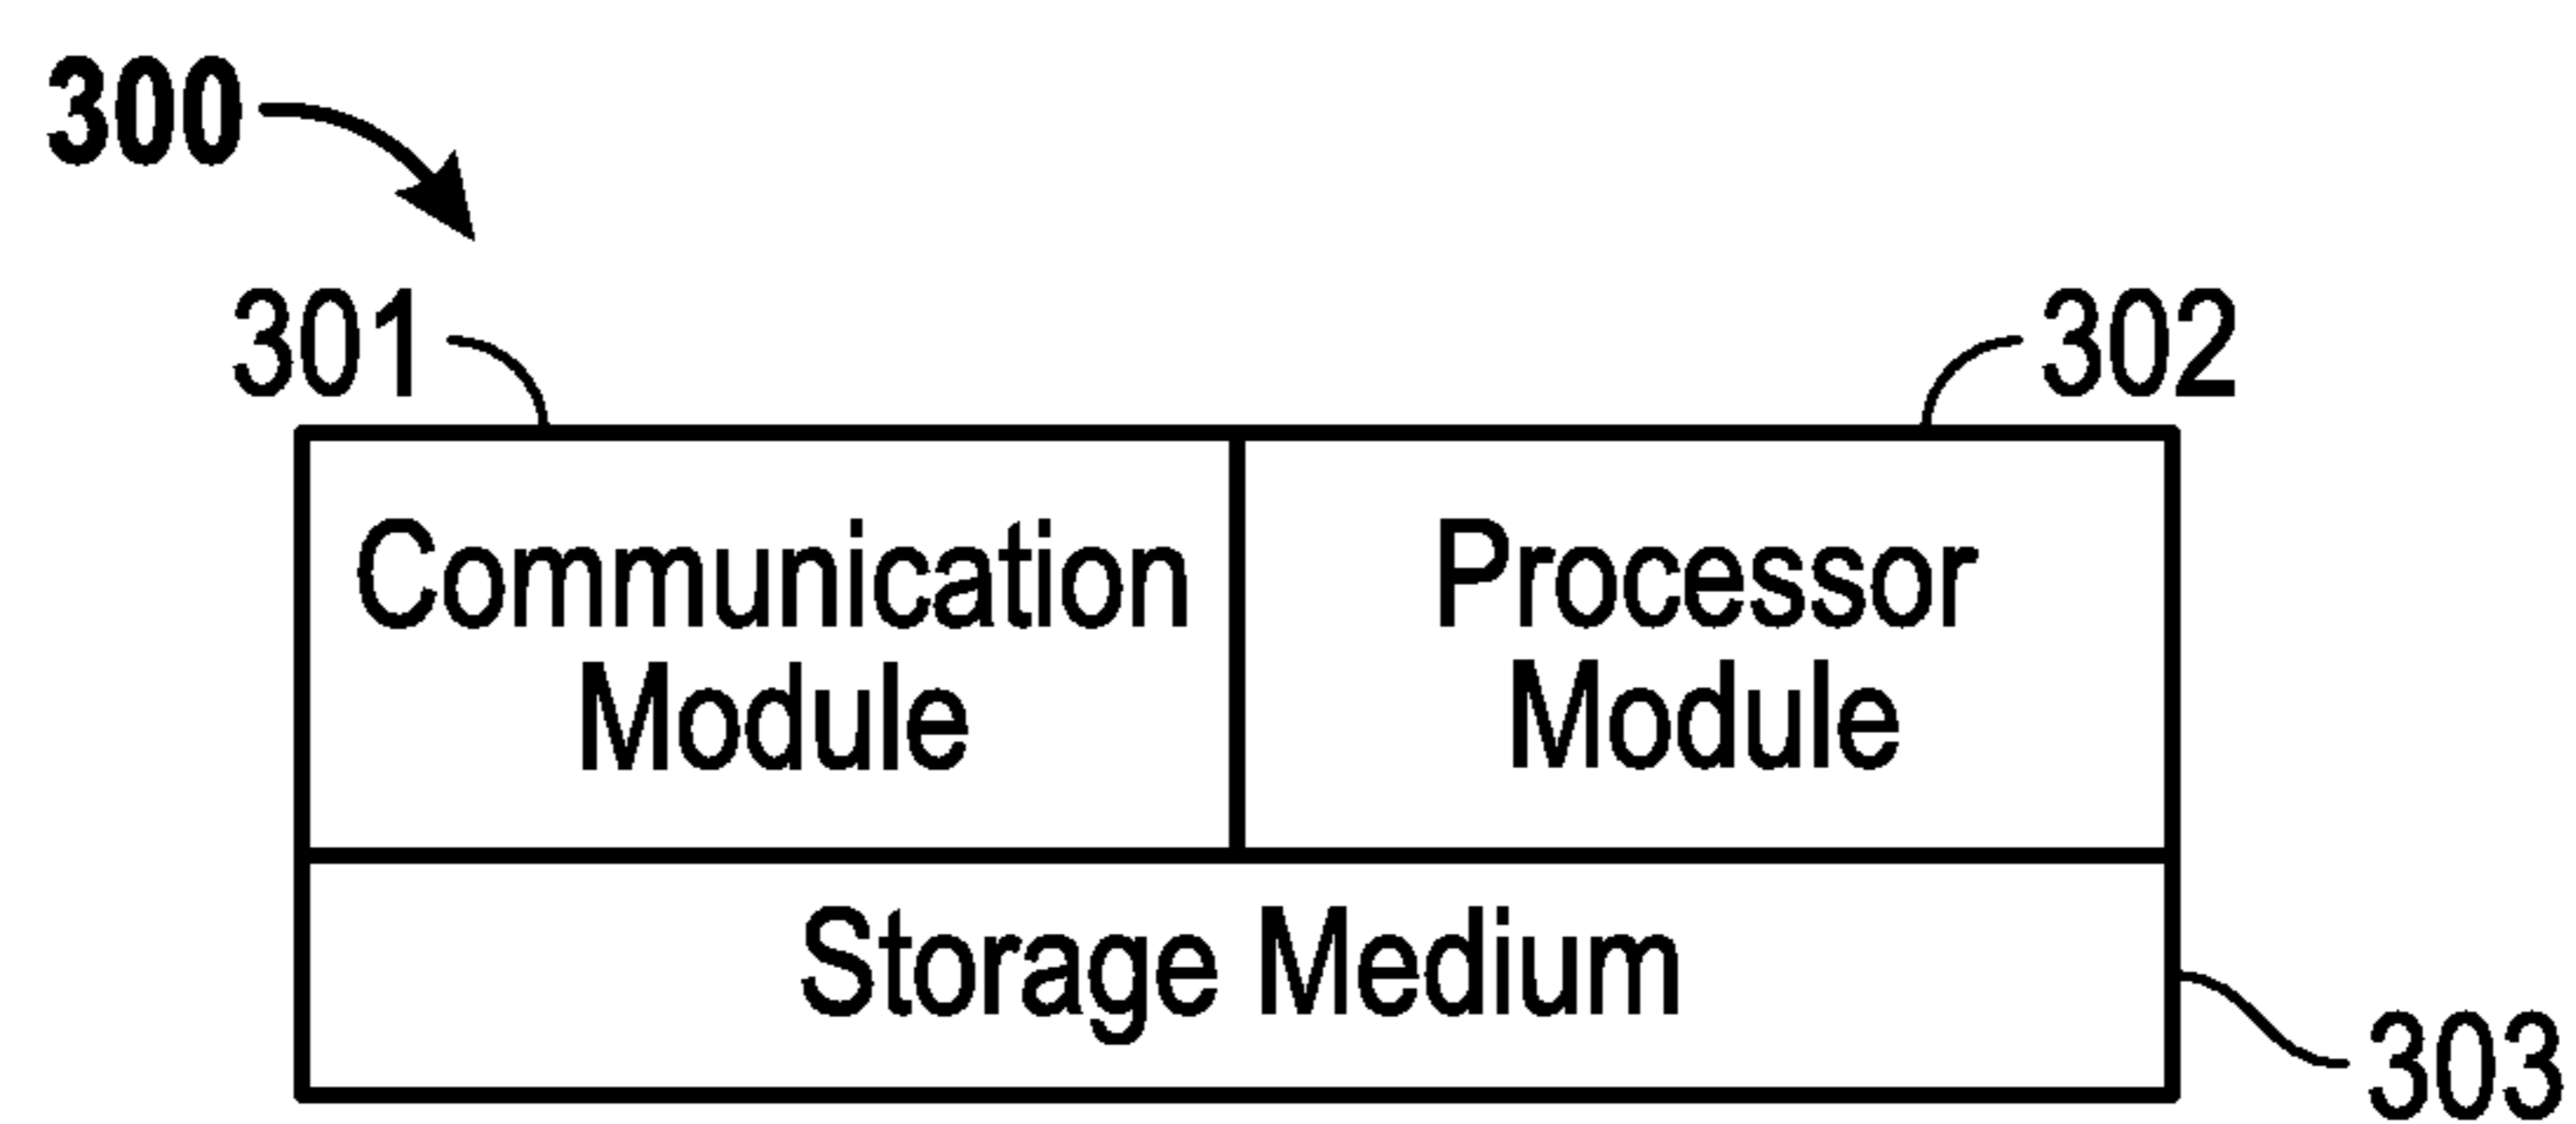 300
301
302
Communication
Module
Processor
Module
Storage Medium
303